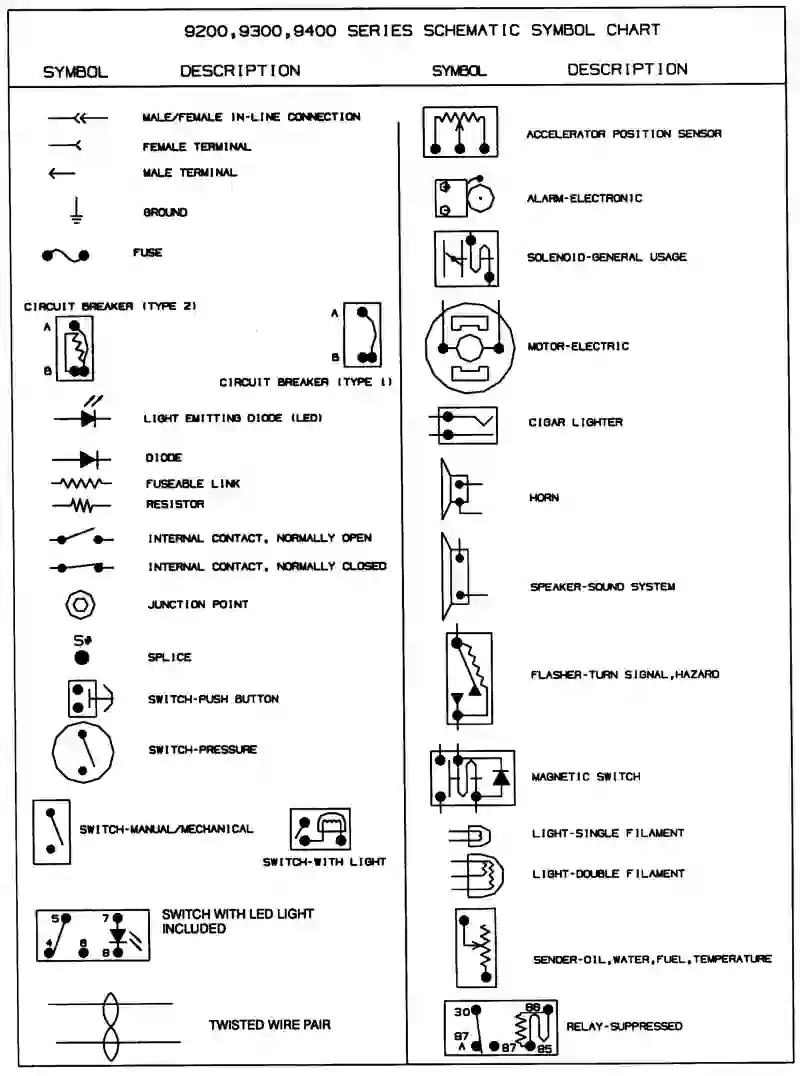 9200,9300,9400 SERIES SCHEMATIC SYMBOL CHART
SYMBOL DESCRIPTION SYMBOL DESCRIPTION
MALE/FEMALE IN-LINE CONNECTION
FEMALE TERMINAL
MALE TERMINAL
GROUND
FUSE
CIRCUIT BREAKER (TYPE 2)
A
B
A
B
CIRCUIT BREAKER (TYPE 1)
LIGHT EMITTING DIODE (LED)
DIODE
FUSEABLE LINK
RESISTOR
INTERNAL CONTACT, NORMALLY OPEN
INTERNAL CONTACT, NORMALLY CLOSED
JUNCTION POINT
S#
SPLICE
SWITCH-PUSH BUTTON
SWITCH-PRESSURE
SWITCH-MANUAL/MECHANICAL
SWITCH-WITH LIGHT
5 7
4 6 8
SWITCH WITH LED LIGHT
INCLUDED
TWISTED WIRE PAIR
ACCELERATOR POSITION SENSOR
ALARM-ELECTRONIC
SOLENOID-GENERAL USAGE
MOTOR-ELECTRIC
CIGAR LIGHTER
HORN
SPEAKER-SOUND SYSTEM
FLASHER-TURN SIGNAL,HAZARD
MAGNETIC SWITCH
LIGHT-SINGLE FILAMENT
LIGHT-DOUBLE FILAMENT
SENDER-OIL,WATER,FUEL,TEMPERATURE
30 86
87
A 87 85
RELAY-SUPPRESSED